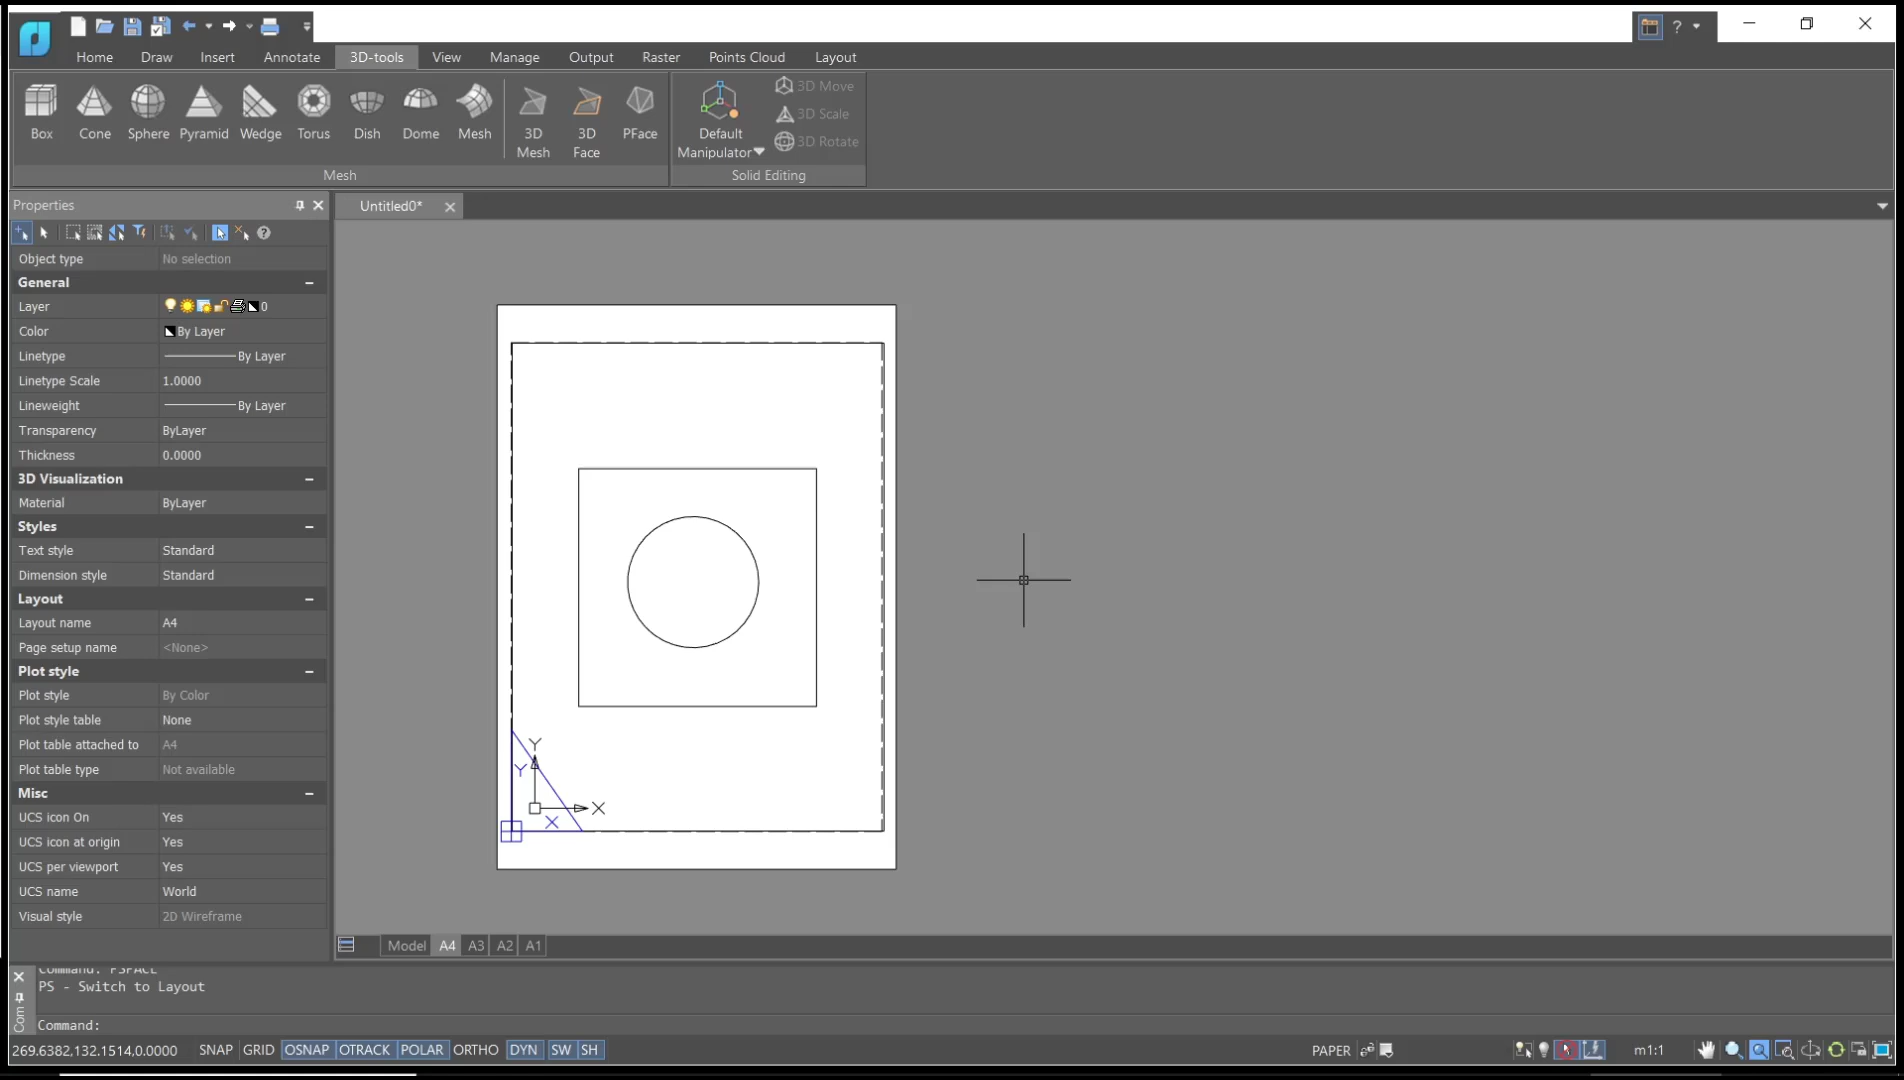 ?
Home Draw Insert Annotate 3D-tools View Manage Output Raster Points Cloud Layout
Box Cone Sphere Pyramid Wedge Torus Dish Dome Mesh 3D Mesh 3D Face PFace
Mesh
Default Manipulator
3D Move
3D Scale
3D Rotate
Solid Editing
Properties
Untitled0*
Object type No selection
General
Layer 0
Color By Layer
Linetype By Layer
Linetype Scale 1.0000
Lineweight By Layer
Transparency ByLayer
Thickness 0.0000
3D Visualization
Material ByLayer
Styles
Text style Standard
Dimension style Standard
Layout
Layout name A4
Page setup name <None>
Plot style
Plot style By Color
Plot style table None
Plot table attached to A4
Plot table type Not available
Misc
UCS icon On Yes
UCS icon at origin Yes
UCS per viewport Yes
UCS name World
Visual style 2D Wireframe
Y
Y
X
X
Model A4 A3 A2 A1
Command: PSPACE
PS - Switch to Layout
Command:
Com
269.6382,132.1514,0.0000 SNAP GRID OSNAP OTRACK POLAR ORTHO DYN SW SH PAPER m1:1